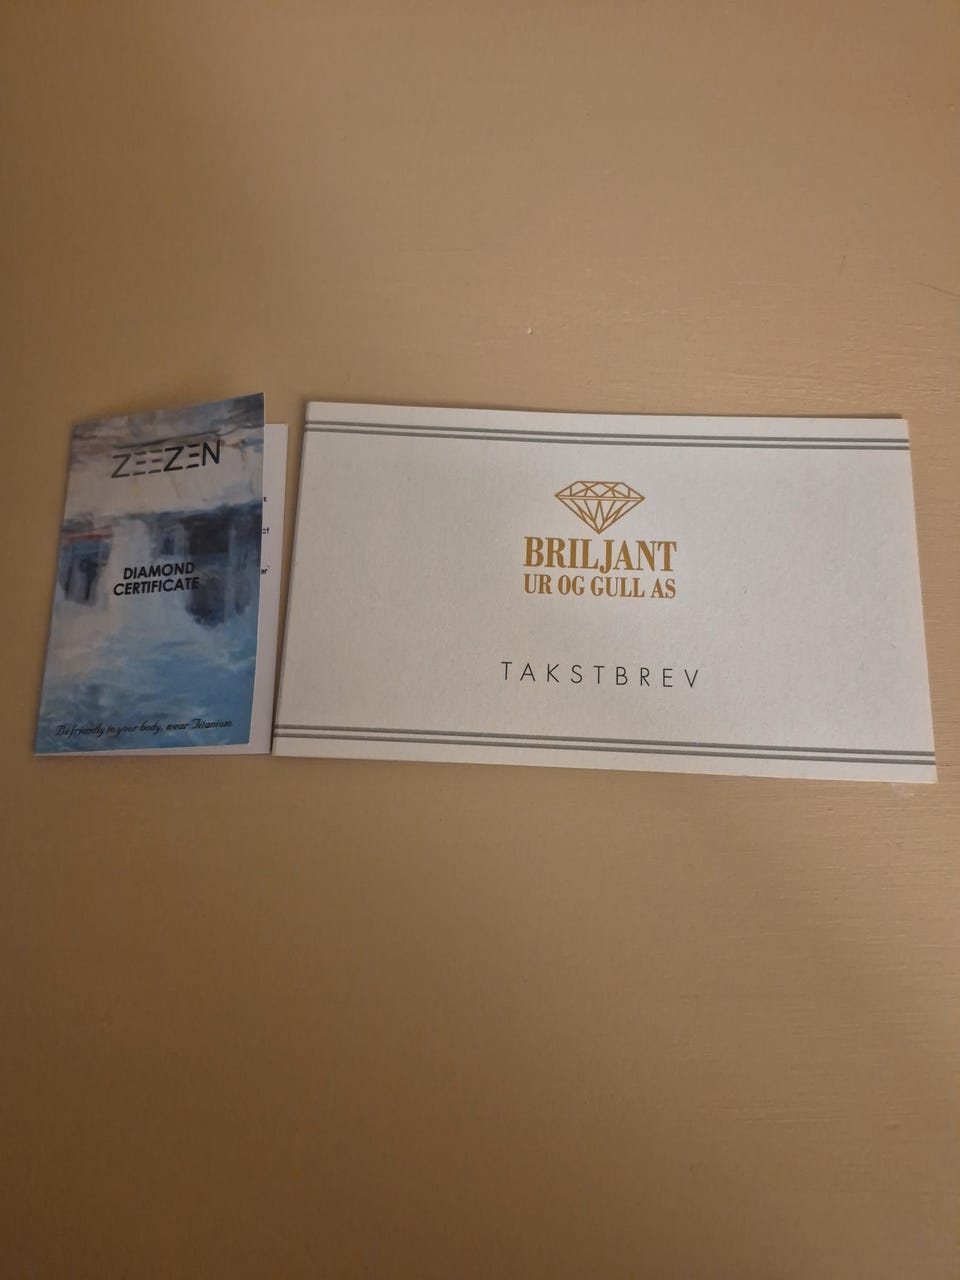 ZEEZEN
DIAMOND
CERTIFICATE
Be friendly to your body, wear Titanium
BRILJANT
UR OG GULL AS
TAKSTBREV